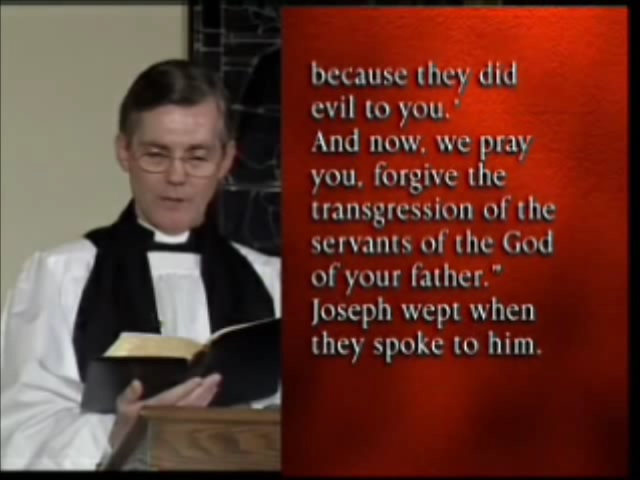 because they did
evil to you.'
And now, we pray
you, forgive the
transgression of the
servants of the God
of your father."
Joseph wept when
they spoke to him.